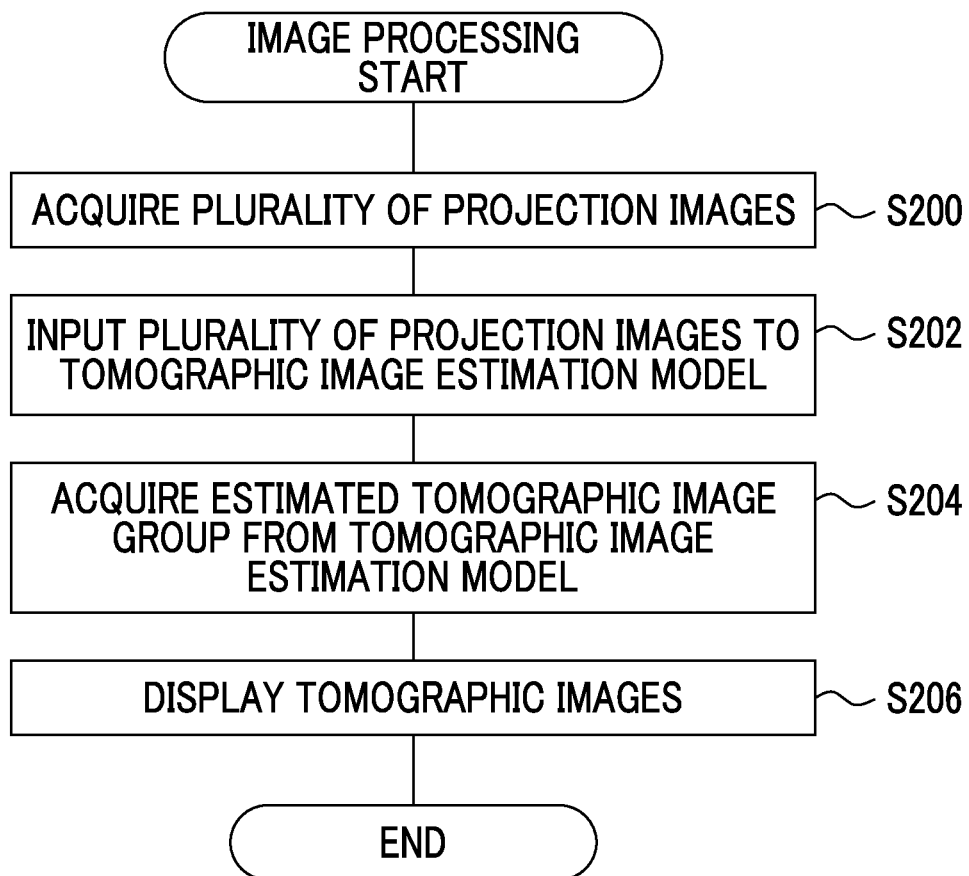 IMAGE PROCESSING
START
ACQUIRE PLURALITY OF PROJECTION IMAGES
S200
INPUT PLURALITY OF PROJECTION IMAGES TO
TOMOGRAPHIC IMAGE ESTIMATION MODEL
S202
ACQUIRE ESTIMATED TOMOGRAPHIC IMAGE
GROUP FROM TOMOGRAPHIC IMAGE
ESTIMATION MODEL
S204
DISPLAY TOMOGRAPHIC IMAGES
S206
END